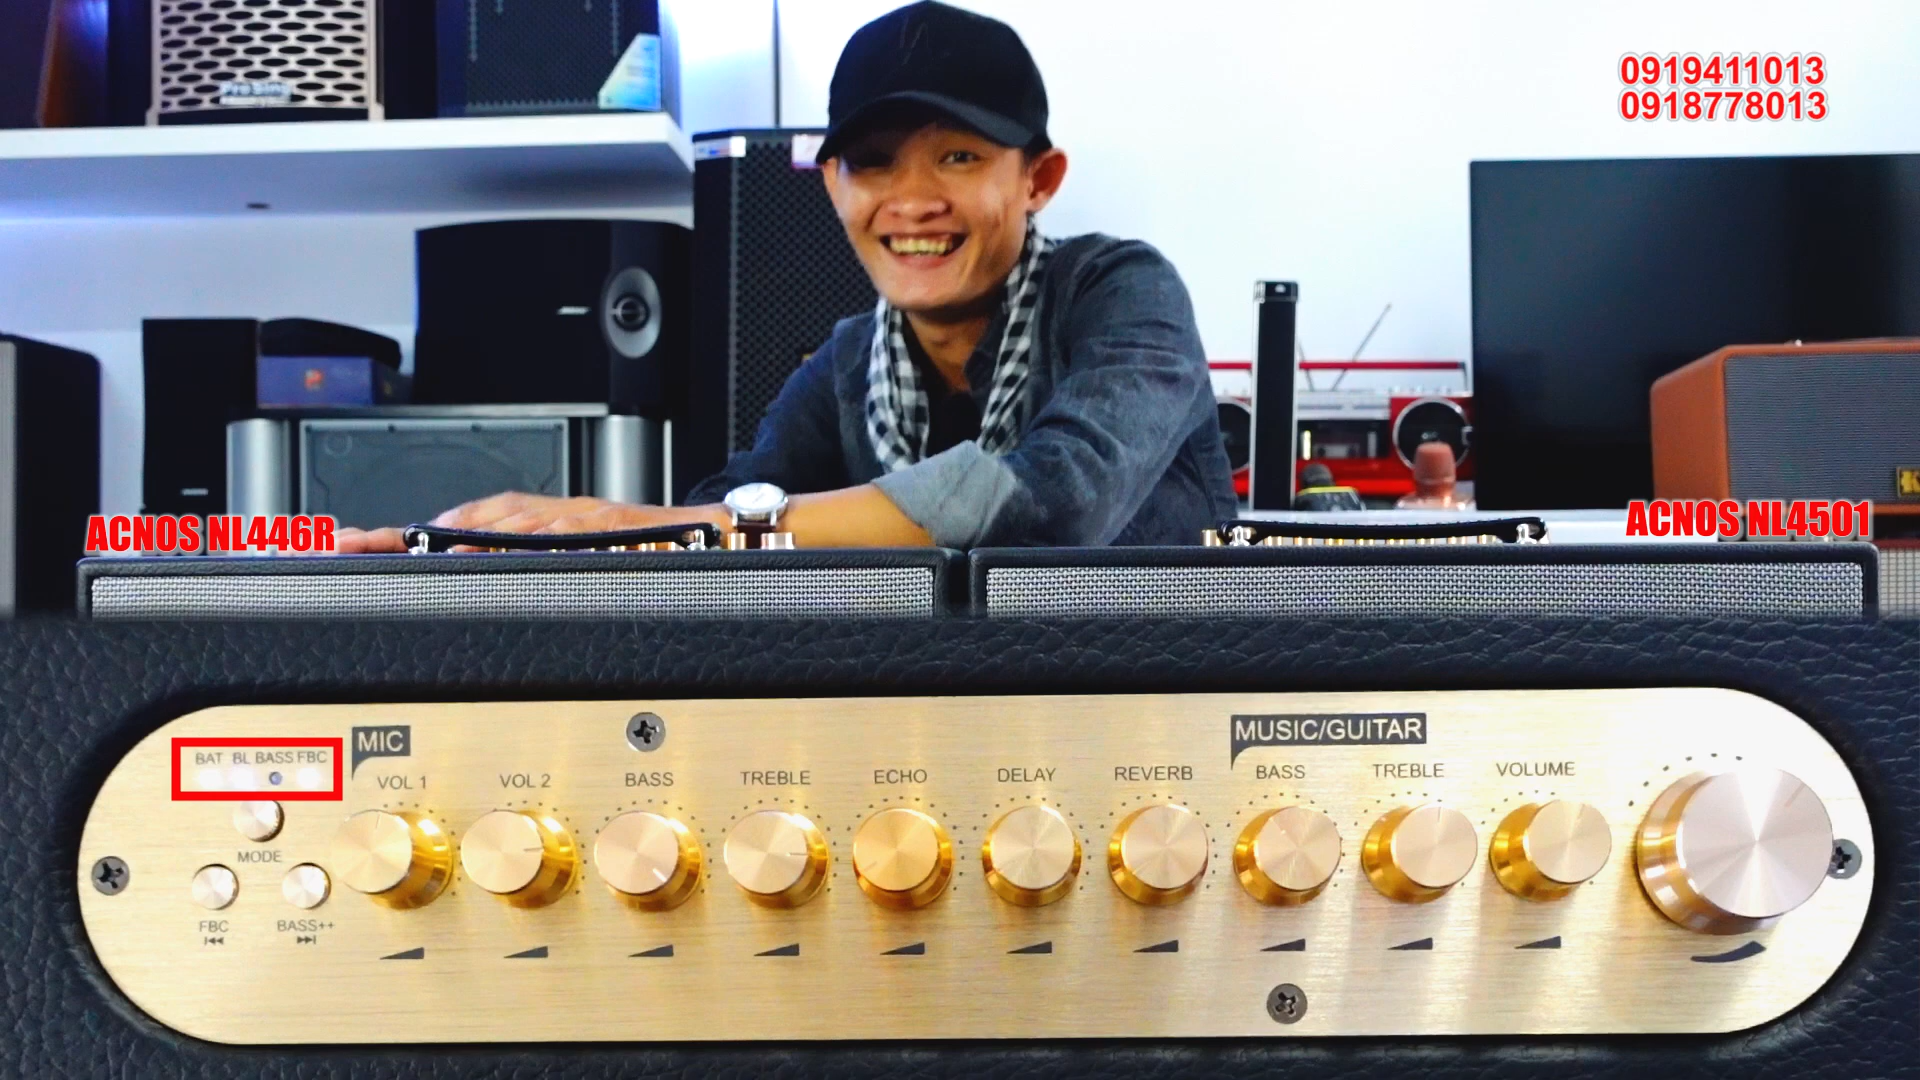 0919411013
0918778013
ACNOS NL446R
ACNOS NL4501
BAT BL BASS FBC
MIC
MUSIC/GUITAR
VOL 1 VOL 2 BASS TREBLE ECHO DELAY REVERB BASS TREBLE VOLUME
MODE
FBC BASS++